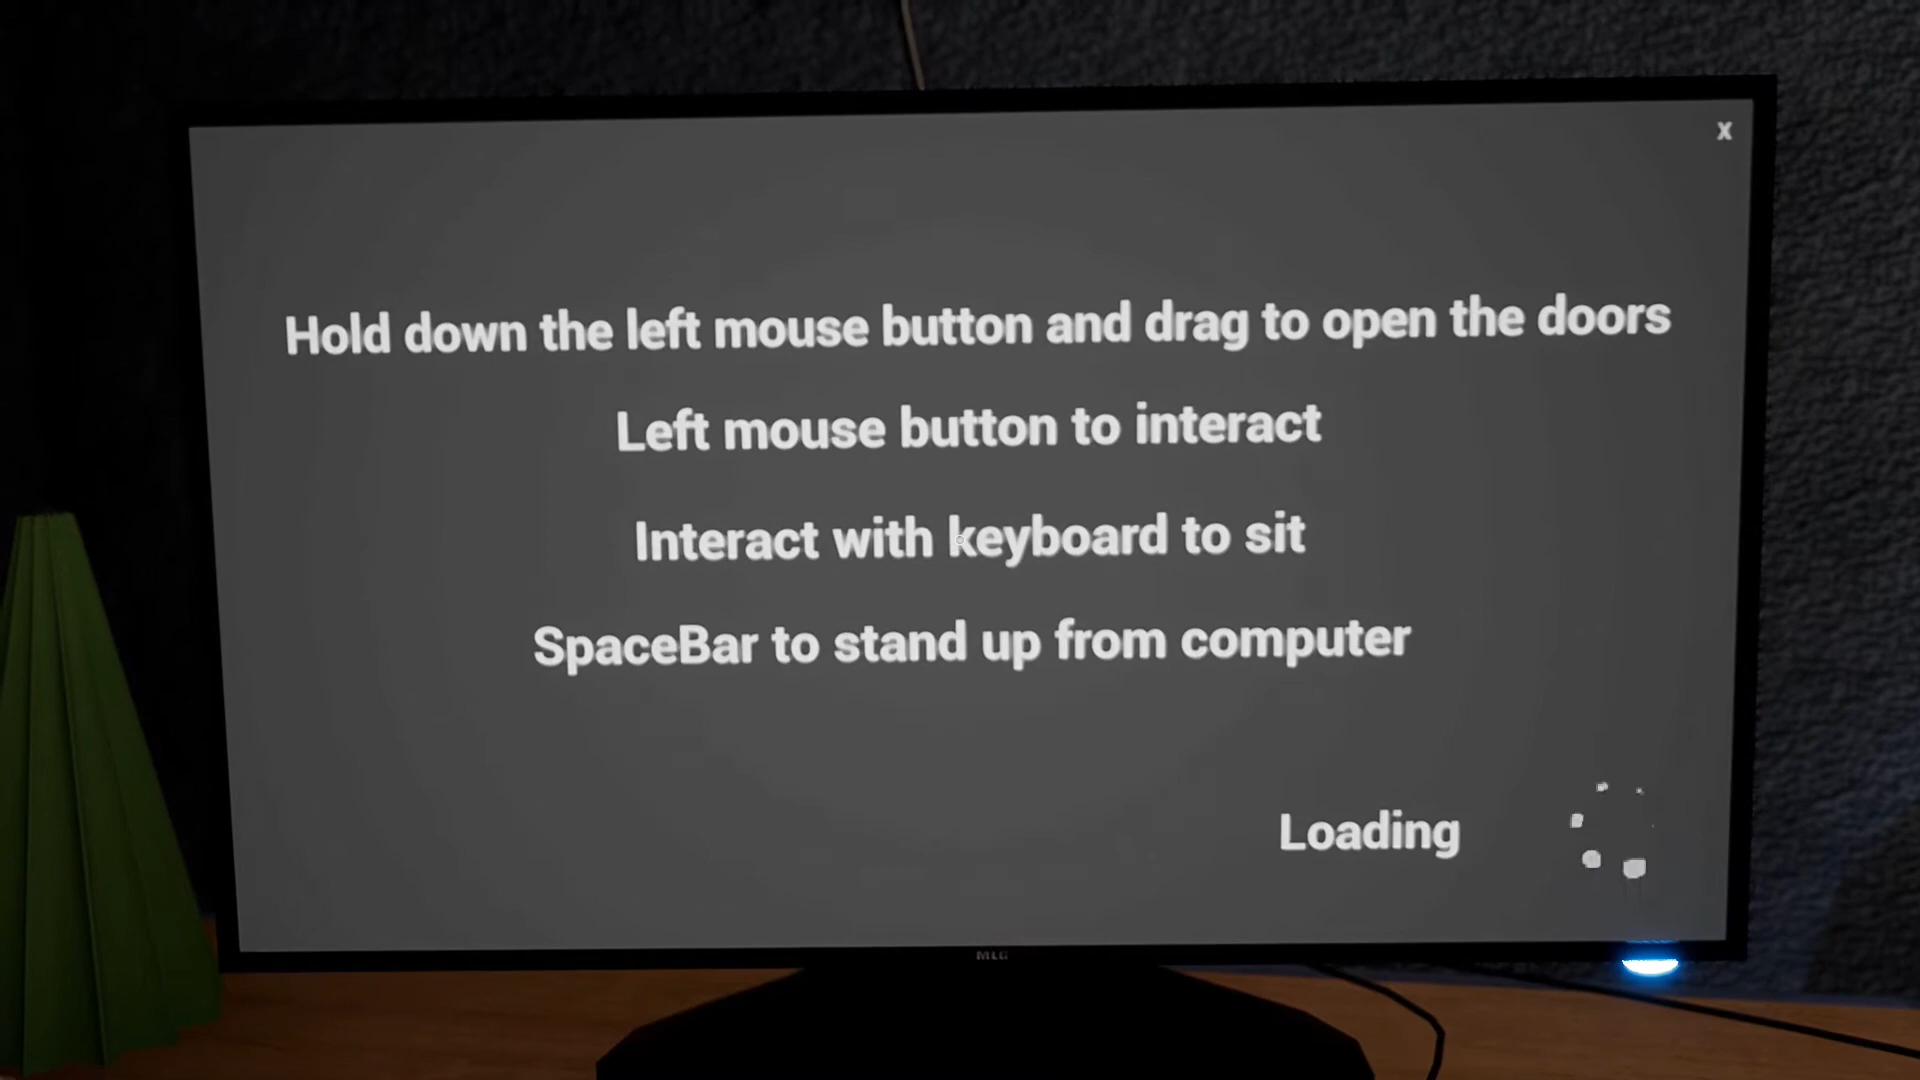 X
Hold down the left mouse button and drag to open the doors
Left mouse button to interact
Interact with keyboard to sit
SpaceBar to stand up from computer
Loading
MLG